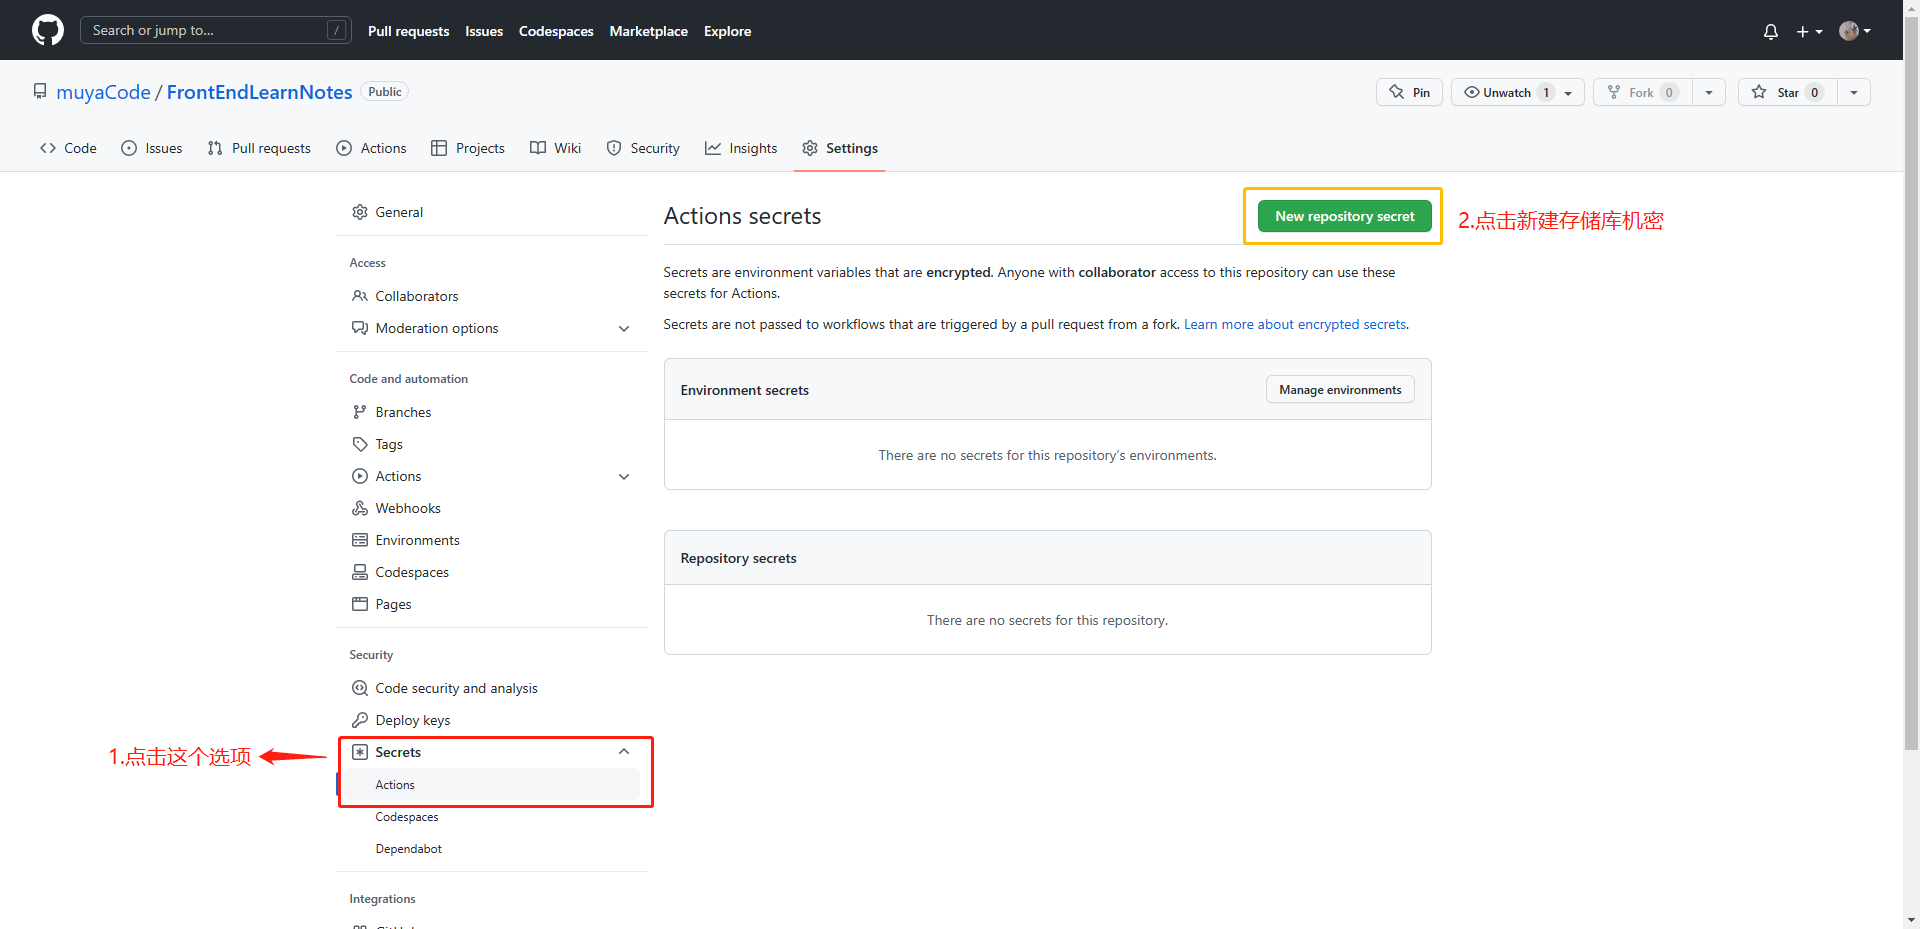 Search or jump to... /
Pull requests Issues Codespaces Marketplace Explore
muyaCode / FrontEndLearnNotes Public
Pin Unwatch 1 Fork 0 Star 0
Code Issues Pull requests Actions Projects Wiki Security Insights Settings
General
Access
Collaborators
Moderation options
Code and automation
Branches
Tags
Actions
Webhooks
Environments
Codespaces
Pages
Security
Code security and analysis
Deploy keys
1.点击这个选项
Secrets
Actions
Codespaces
Dependabot
Integrations
Actions secrets
New repository secret
2.点击新建存储库机密
Secrets are environment variables that are encrypted. Anyone with collaborator access to this repository can use these
secrets for Actions.
Secrets are not passed to workflows that are triggered by a pull request from a fork. Learn more about encrypted secrets.
Environment secrets
Manage environments
There are no secrets for this repository’s environments.
Repository secrets
There are no secrets for this repository.